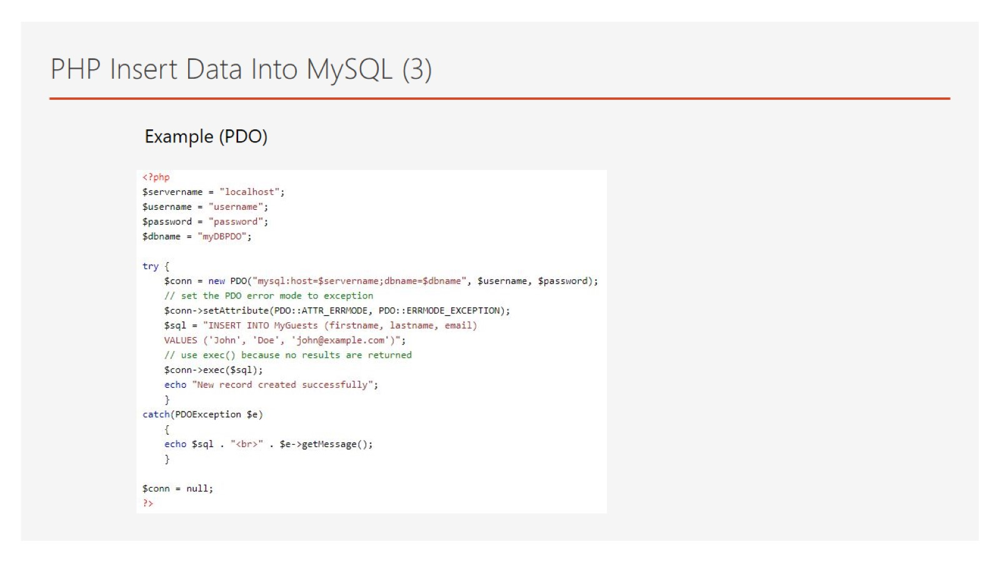 PHP Insert Data Into MySQL (3)
Example (PDO)
<?php
$servername = "localhost";
$username = "username";
$password = "password";
$dbname = "myDBPDO";
try {
$conn = new PDO("mysql:host=$servername;dbname=$dbname", $username, $password);
// set the PDO error mode to exception
$conn->setAttribute(PDO::ATTR_ERRMODE, PDO::ERRMODE_EXCEPTION);
$sql = "INSERT INTO MyGuests (firstname, lastname, email)
VALUES ('John', 'Doe', 'john@example.com')";
// use exec() because no results are returned
$conn->exec($sql);
echo "New record created successfully";
}
catch(PDOException $e)
{
echo $sql . "<br>" . $e->getMessage();
}
$conn = null;
?>